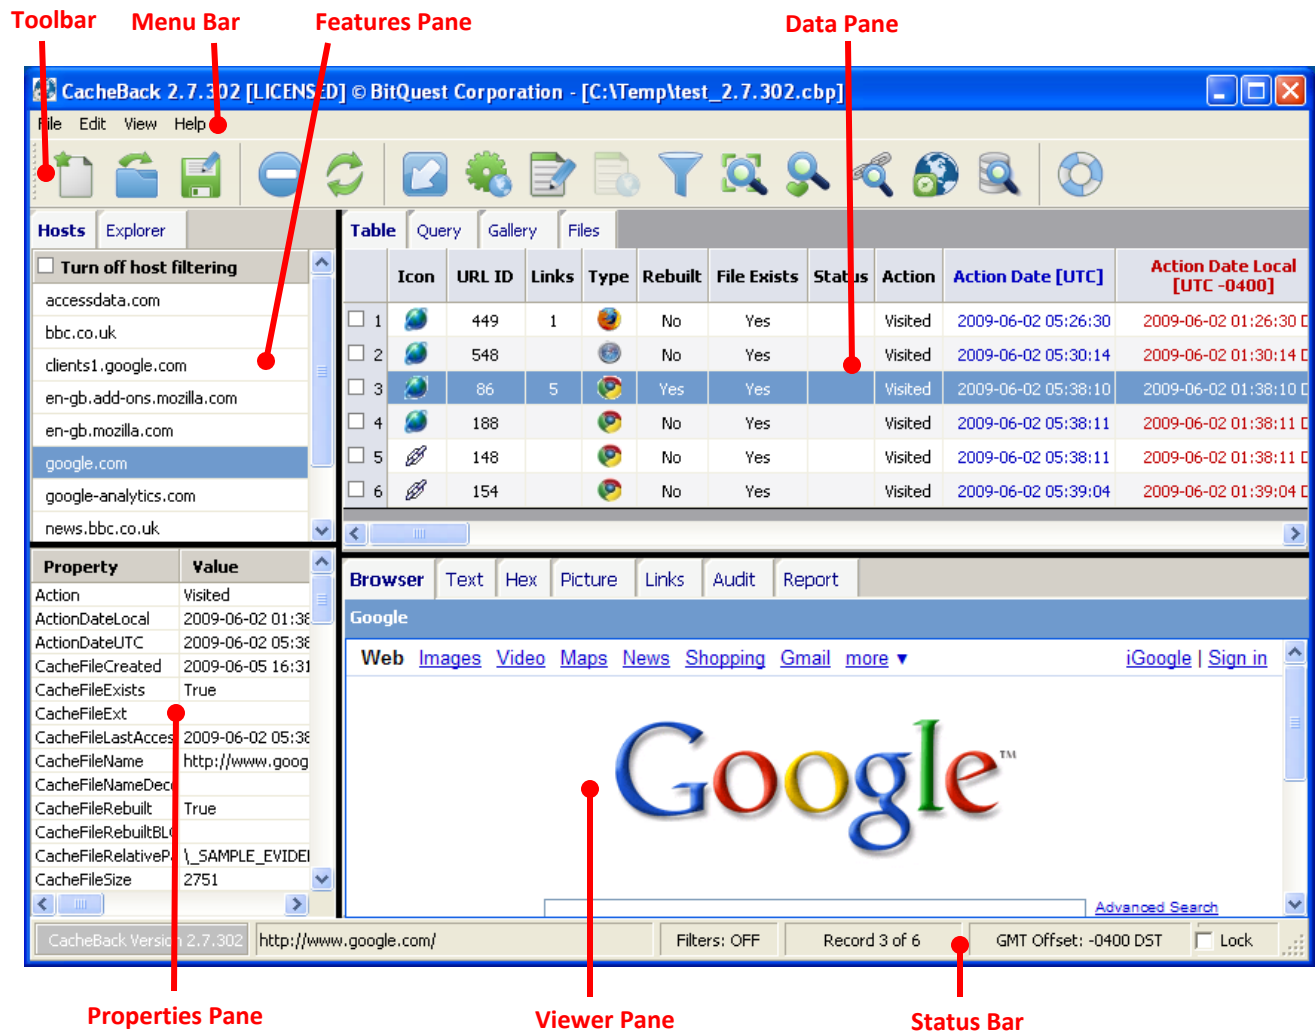 Toolbar Menu Bar Features Pane Data Pane
CacheBack 2.7.302 [LICENSED] © BitQuest Corporation - [C:\Temp\test_2.7.302.cbp]
File Edit View Help
Hosts Explorer
Turn off host filtering
accessdata.com
bbc.co.uk
clients1.google.com
en-gb.add-ons.mozilla.com
en-gb.mozilla.com
google.com
google-analytics.com
news.bbc.co.uk
Table Query Gallery Files
Icon URL ID Links Type Rebuilt File Exists Status Action Action Date [UTC] Action Date Local [UTC -0400]
1 449 1 No Yes Visited 2009-06-02 05:26:30 2009-06-02 01:26:30 D
2 548 No Yes Visited 2009-06-02 05:30:14 2009-06-02 01:30:14 D
3 86 5 Yes Yes Visited 2009-06-02 05:38:10 2009-06-02 01:38:10 D
4 188 No Yes Visited 2009-06-02 05:38:11 2009-06-02 01:38:11 D
5 148 No Yes Visited 2009-06-02 05:38:11 2009-06-02 01:38:11 D
6 154 No Yes Visited 2009-06-02 05:39:04 2009-06-02 01:39:04 D
Property Value
Action Visited
ActionDateLocal 2009-06-02 01:38
ActionDateUTC 2009-06-02 05:38
CacheFileCreated 2009-06-05 16:31
CacheFileExists True
CacheFileExt
CacheFileLastAcces 2009-06-02 05:38
CacheFileName http://www.goog
CacheFileNameDeco
CacheFileRebuilt True
CacheFileRebuiltBLO
CacheFileRelativePa \_SAMPLE_EVIDEN
CacheFileSize 2751
Browser Text Hex Picture Links Audit Report
Google
Web Images Video Maps News Shopping Gmail more ▼ iGoogle | Sign in
Google™
Advanced Search
CacheBack Version 2.7.302 http://www.google.com/ Filters: OFF Record 3 of 6 GMT Offset: -0400 DST Lock
Properties Pane Viewer Pane Status Bar